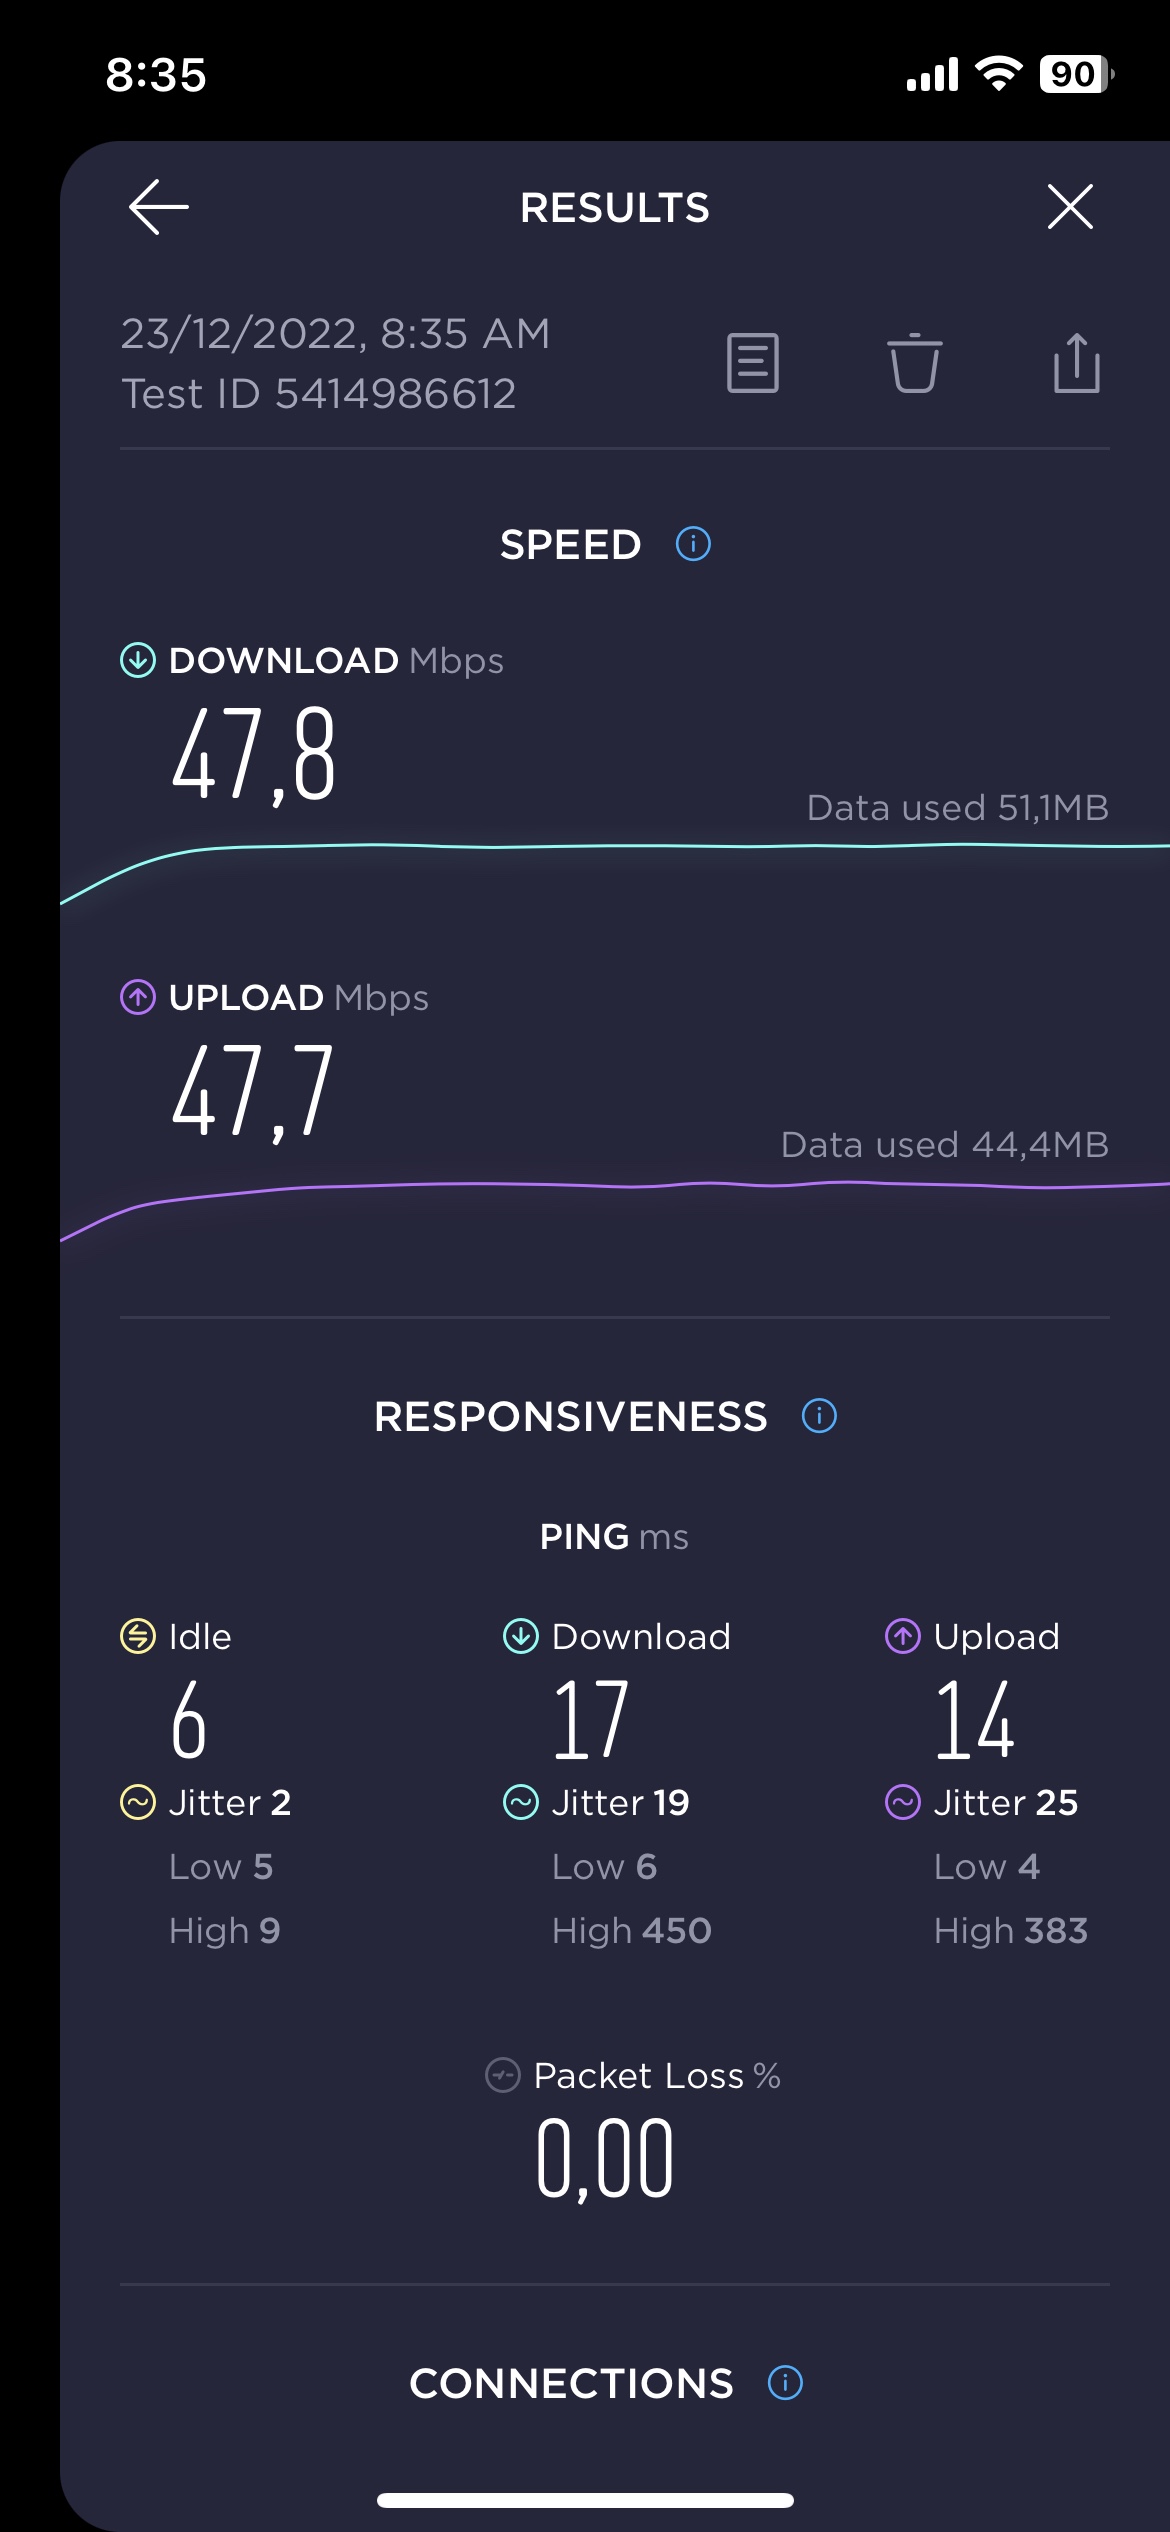 8:35
90
RESULTS
23/12/2022, 8:35 AM
Test ID 5414986612
SPEED
DOWNLOAD Mbps
47,8
Data used 51,1MB
UPLOAD Mbps
47,7
Data used 44,4MB
RESPONSIVENESS
PING ms
Idle Download Upload
6 17 14
Jitter 2 Jitter 19 Jitter 25
Low 5 Low 6 Low 4
High 9 High 450 High 383
Packet Loss %
0,00
CONNECTIONS